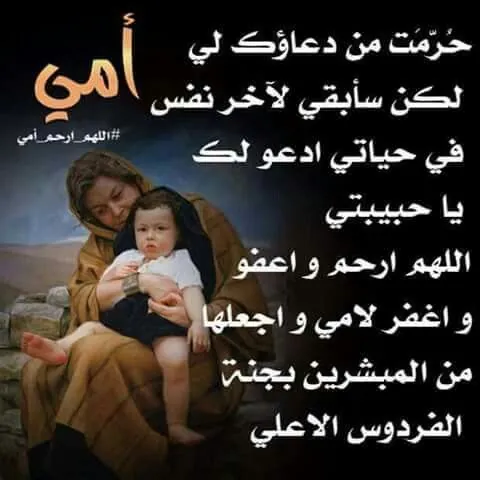 أمي
#اللهم_ارحم_أمي
حُرّمَت من دعاؤك لي
لكن سأبقي لآخر نفس
في حياتي ادعو لك
يا حبيبتي
اللهم ارحم و اعفو
و اغفر لامي و اجعلها
من المبشرين بجنة
الفردوس الاعلي